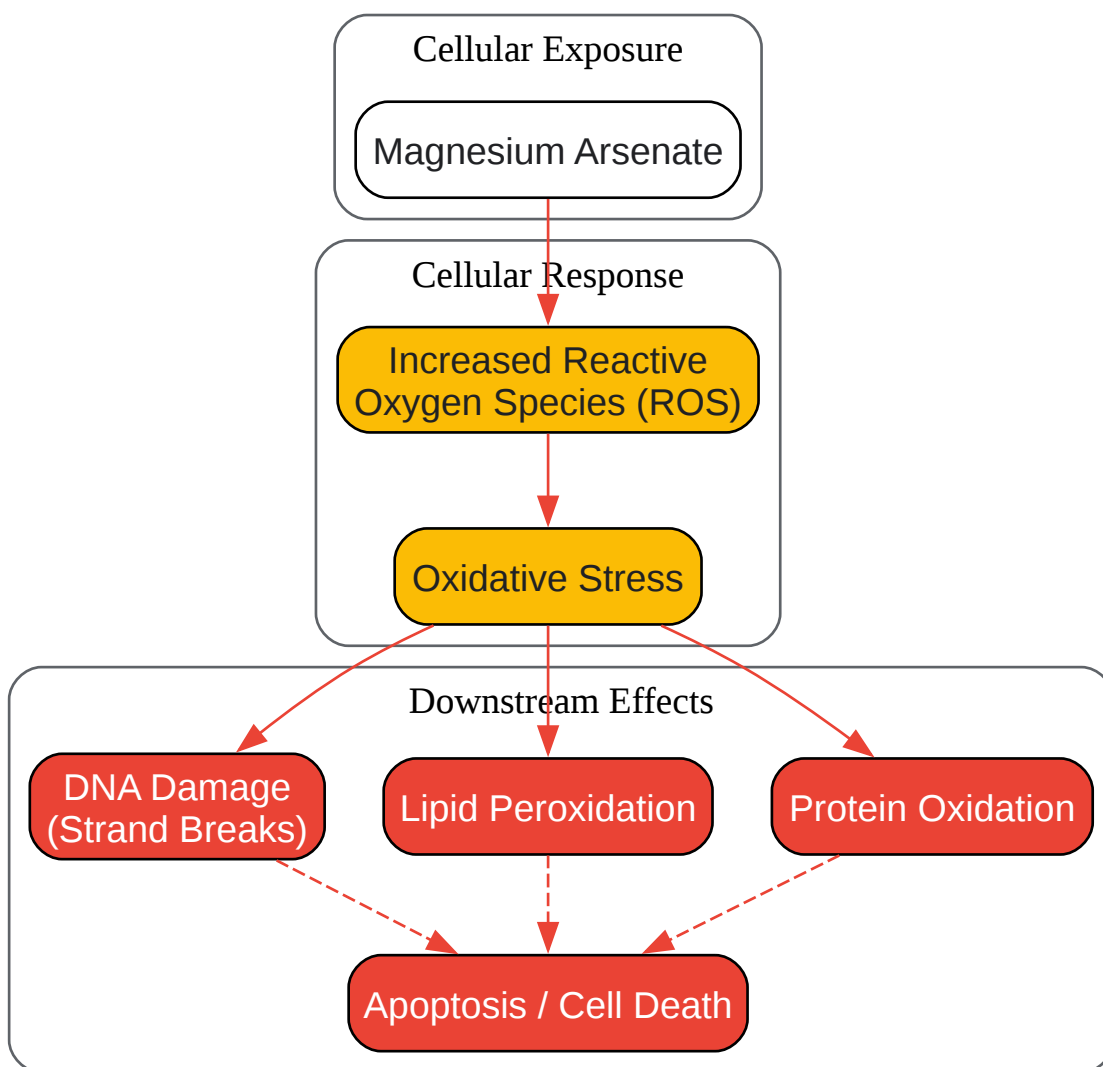 Cellular Exposure
Magnesium Arsenate
Cellular Response
Increased Reactive
Oxygen Species (ROS)
Oxidative Stress
Downstream Effects
DNA Damage
(Strand Breaks)
Lipid Peroxidation
Protein Oxidation
Apoptosis / Cell Death